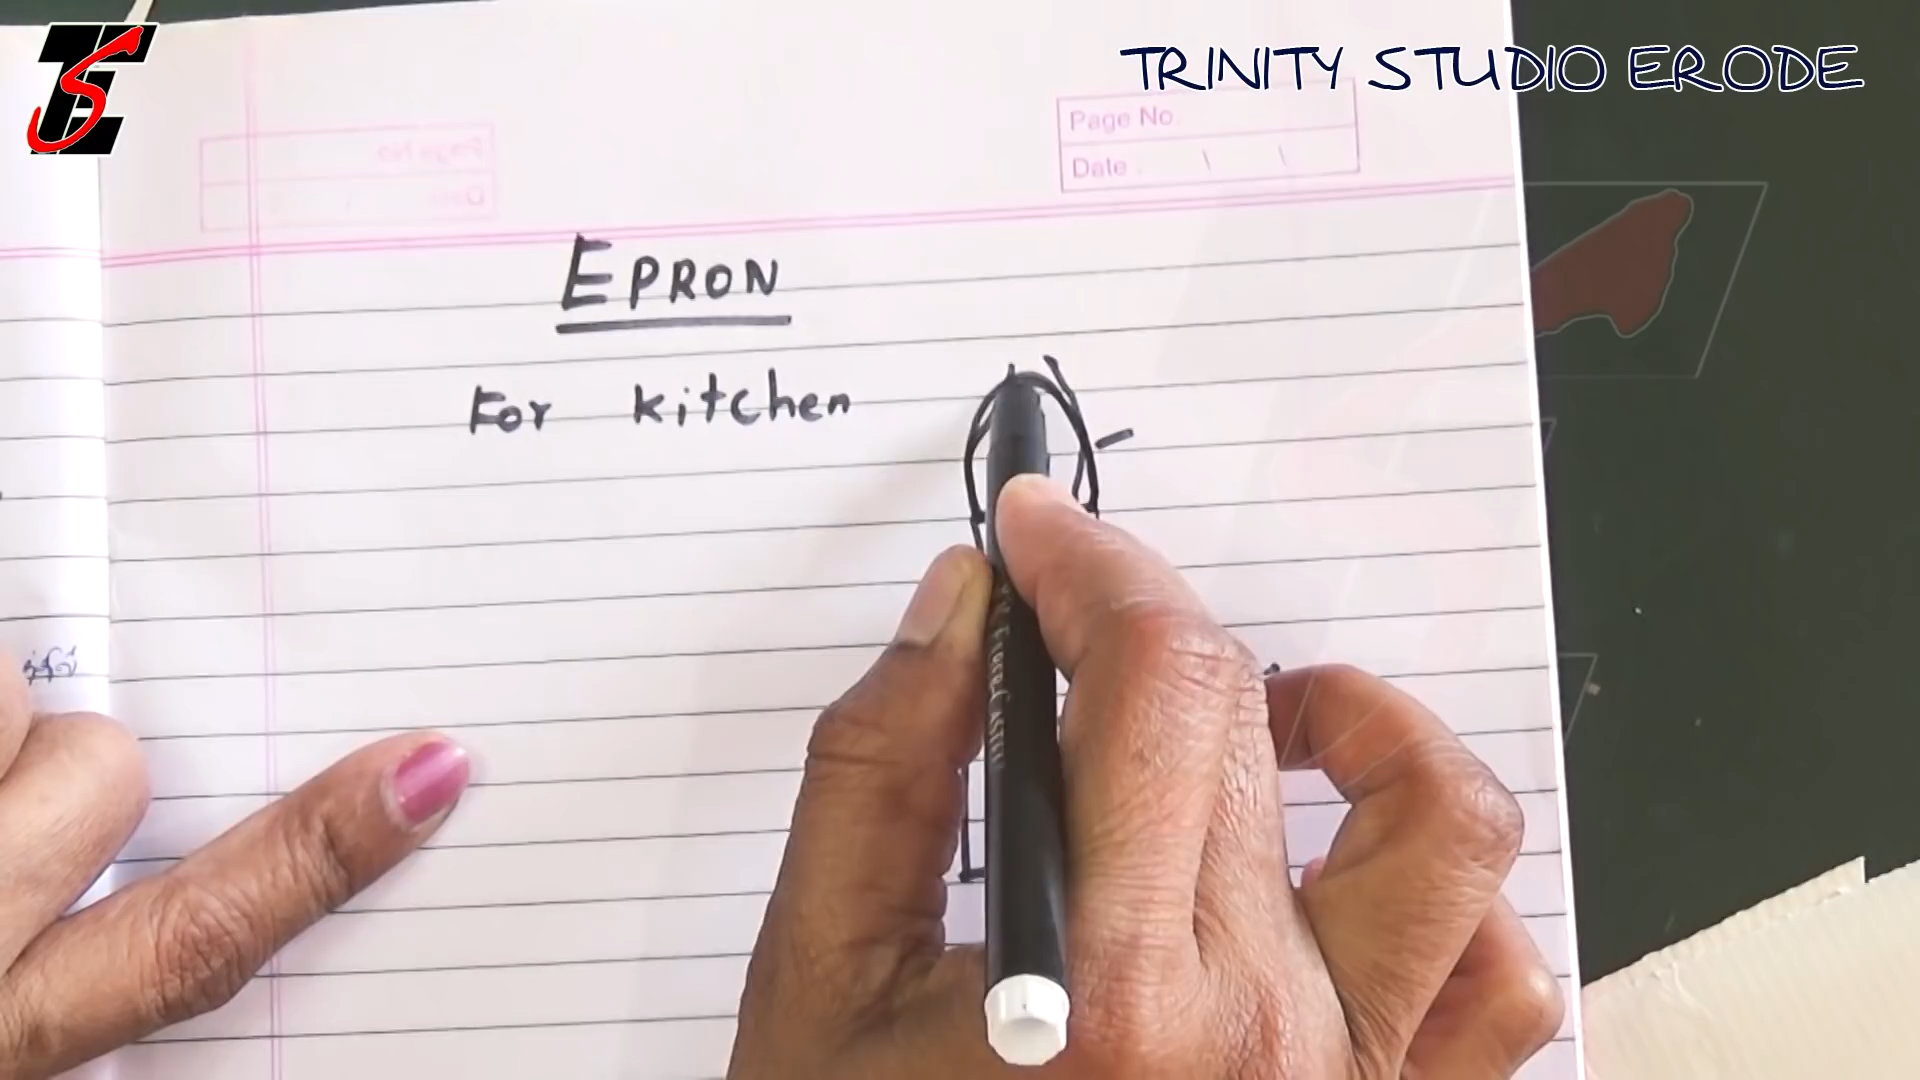 TRINITY STUDIO ERODE
Page No.
Date :
EPRON
For kitchen